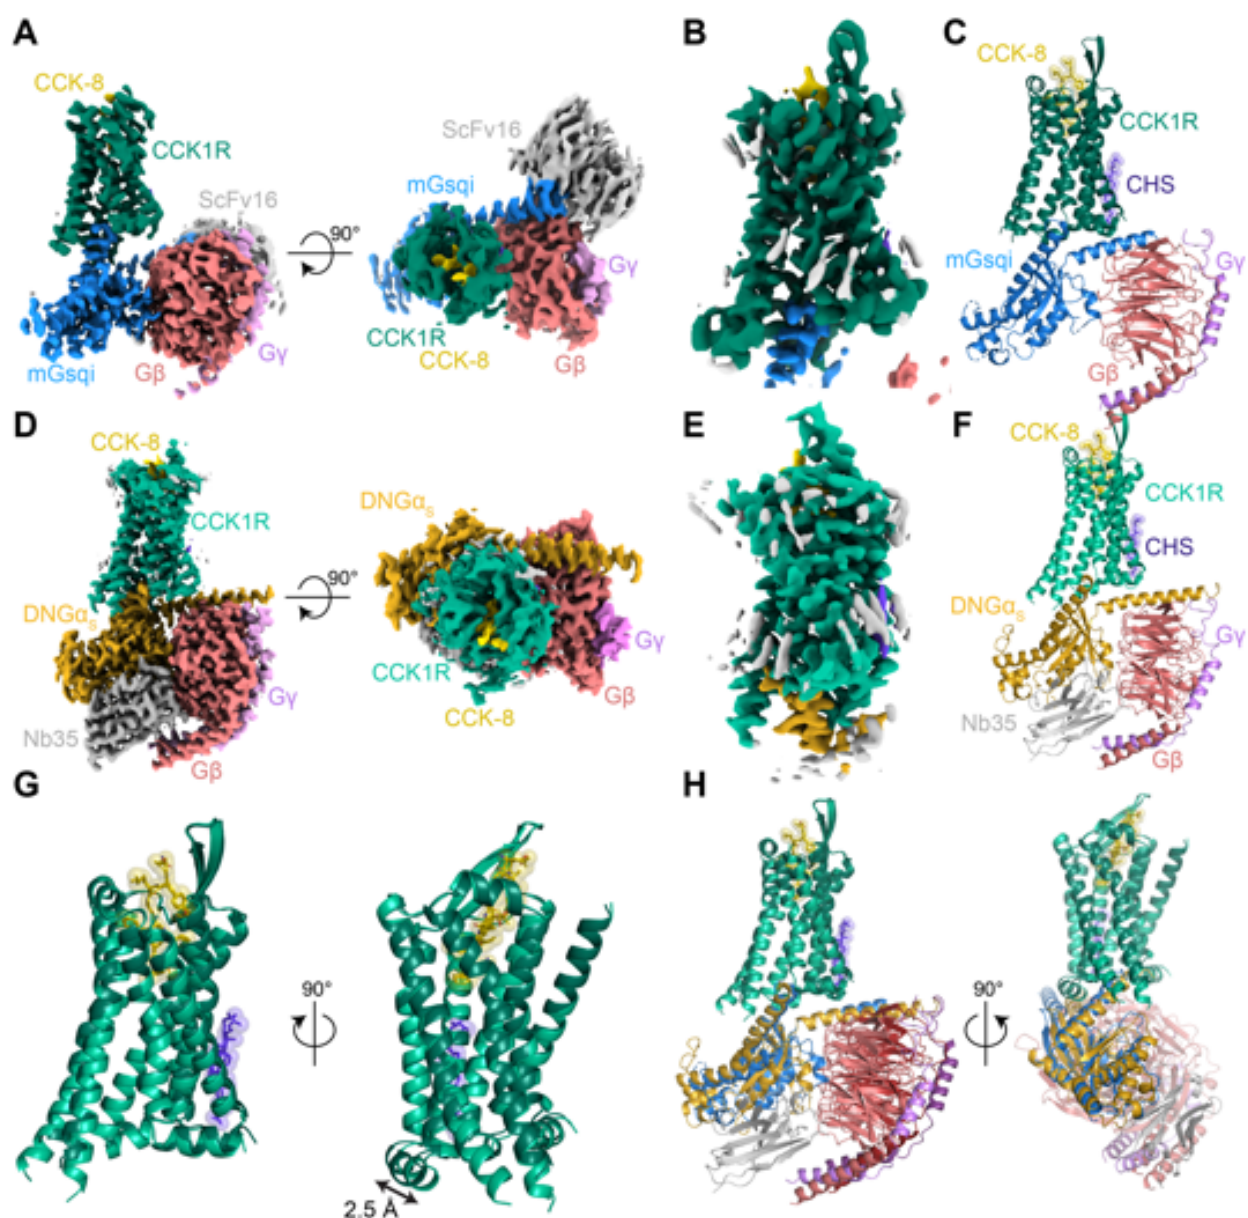 A
CCK-8
CCK1R
ScFv16
mGsqi
Gβ
Gγ
90°
ScFv16
mGsqi
Gγ
CCK1R
CCK-8
Gβ
B
C
CCK-8
CCK1R
CHS
mGsqi
Gγ
Gβ
D
CCK-8
CCK1R
DNGαs
Nb35
Gγ
Gβ
90°
DNGαs
CCK1R
Gγ
CCK-8
Gβ
E
F
CCK-8
CCK1R
CHS
DNGαs
Gγ
Nb35
Gβ
G
90°
2.5 Å
H
90°